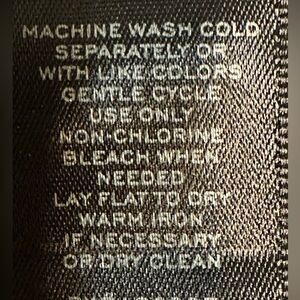 MACHINE WASH COLD
SEPARATELY OR
WITH LIKE COLORS
GENTLE CYCLE
USE ONLY
NON-CHLORINE
BLEACH WHEN
NEEDED
LAY FLAT TO DRY
WARM IRON
IF NECESSARY
OR DRY CLEAN